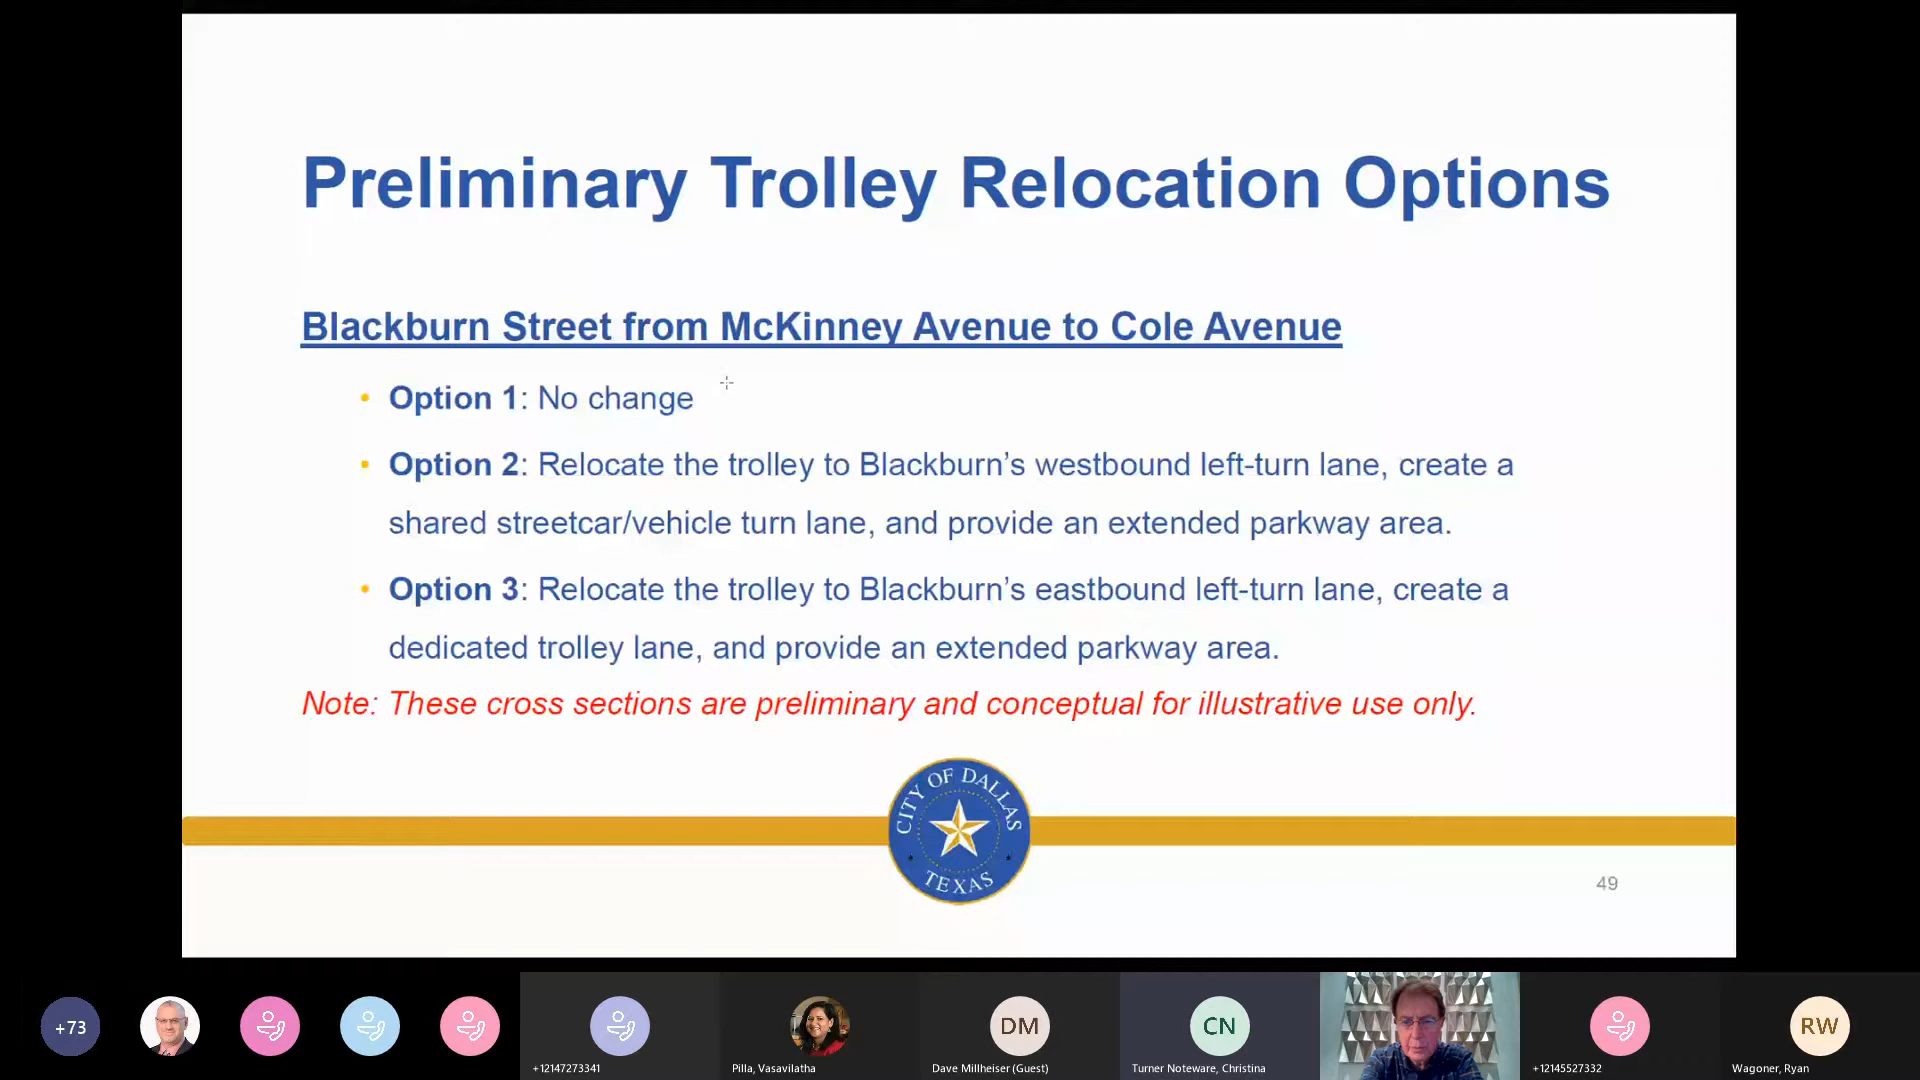 Preliminary Trolley Relocation Options
Blackburn Street from McKinney Avenue to Cole Avenue
• Option 1: No change
• Option 2: Relocate the trolley to Blackburn’s westbound left-turn lane, create a
shared streetcar/vehicle turn lane, and provide an extended parkway area.
• Option 3: Relocate the trolley to Blackburn’s eastbound left-turn lane, create a
dedicated trolley lane, and provide an extended parkway area.
Note: These cross sections are preliminary and conceptual for illustrative use only.
CITY OF DALLAS
TEXAS
49
+73
DM
CN
RW
+12147273341
Pilla, Vasavilatha
Dave Millheiser (Guest)
Turner Noteware, Christina
+12145527332
Wagoner, Ryan